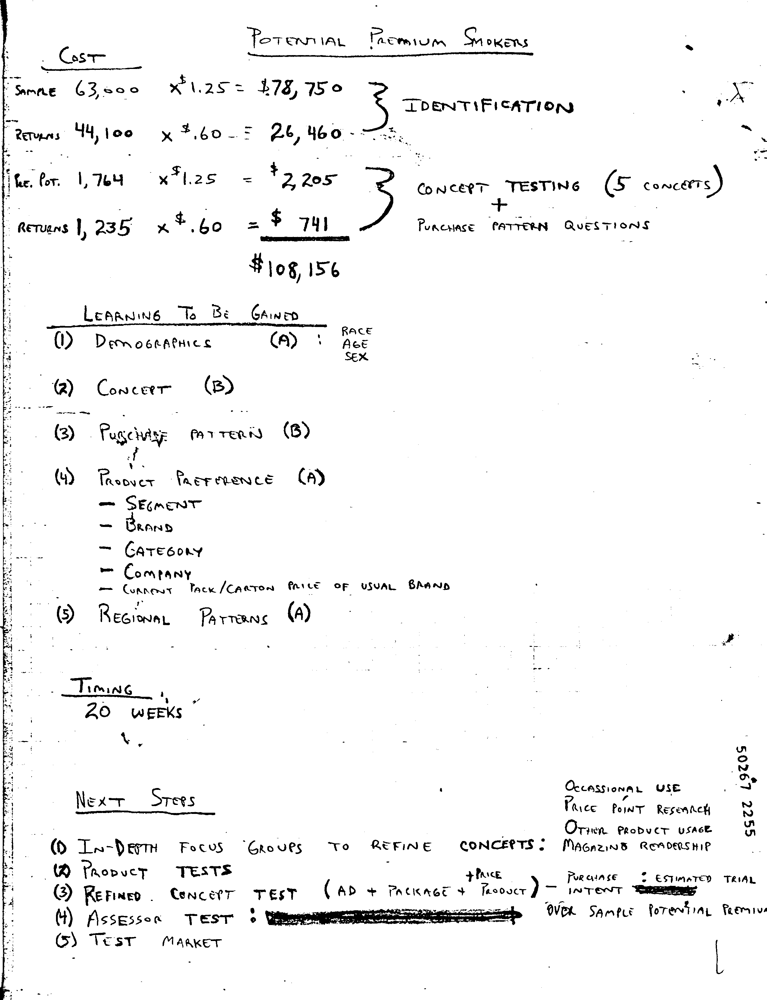 POTENTIAL PREMIUM SMOKERS
COST
SAMPLE 63,000 x $1.25 = $78,750
IDENTIFICATION
RETURNS 44,100 x $.60 = 26,460
PRE. POT. 1,764 x $1.25 = $2,205
CONCEPT TESTING (5 CONCEPTS)
+
RETURNS 1,235 x $.60 = $ 741
PURCHASE PATTERN QUESTIONS
$108,156
LEARNING TO BE GAINED
(1) DEMOGRAPHICS (A) : RACE
AGE
SEX
(2) CONCEPT (B)
(3) PURCHASE PATTERN (B)
(4) PRODUCT PREFERENCE (A)
- SEGMENT
- BRAND
- CATEGORY
- COMPANY
- CURRENT PACK/CARTON PRICE OF USUAL BRAND
(5) REGIONAL PATTERNS (A)
TIMING
20 WEEKS
NEXT STEPS
OCCASSIONAL USE
PRICE POINT RESEARCH
OTHER PRODUCT USAGE
(1) IN-DEPTH FOCUS GROUPS TO REFINE CONCEPTS: MAGAZINE READERSHIP
(2) PRODUCT TESTS
(3) REFINED CONCEPT TEST (AD + PACKAGE + PRODUCT +PRICE) - PURCHASE INTENT : ESTIMATED TRIAL
(4) ASSESSOR TEST : OVER SAMPLE POTENTIAL PREMIUM
(5) TEST MARKET
50267 2255